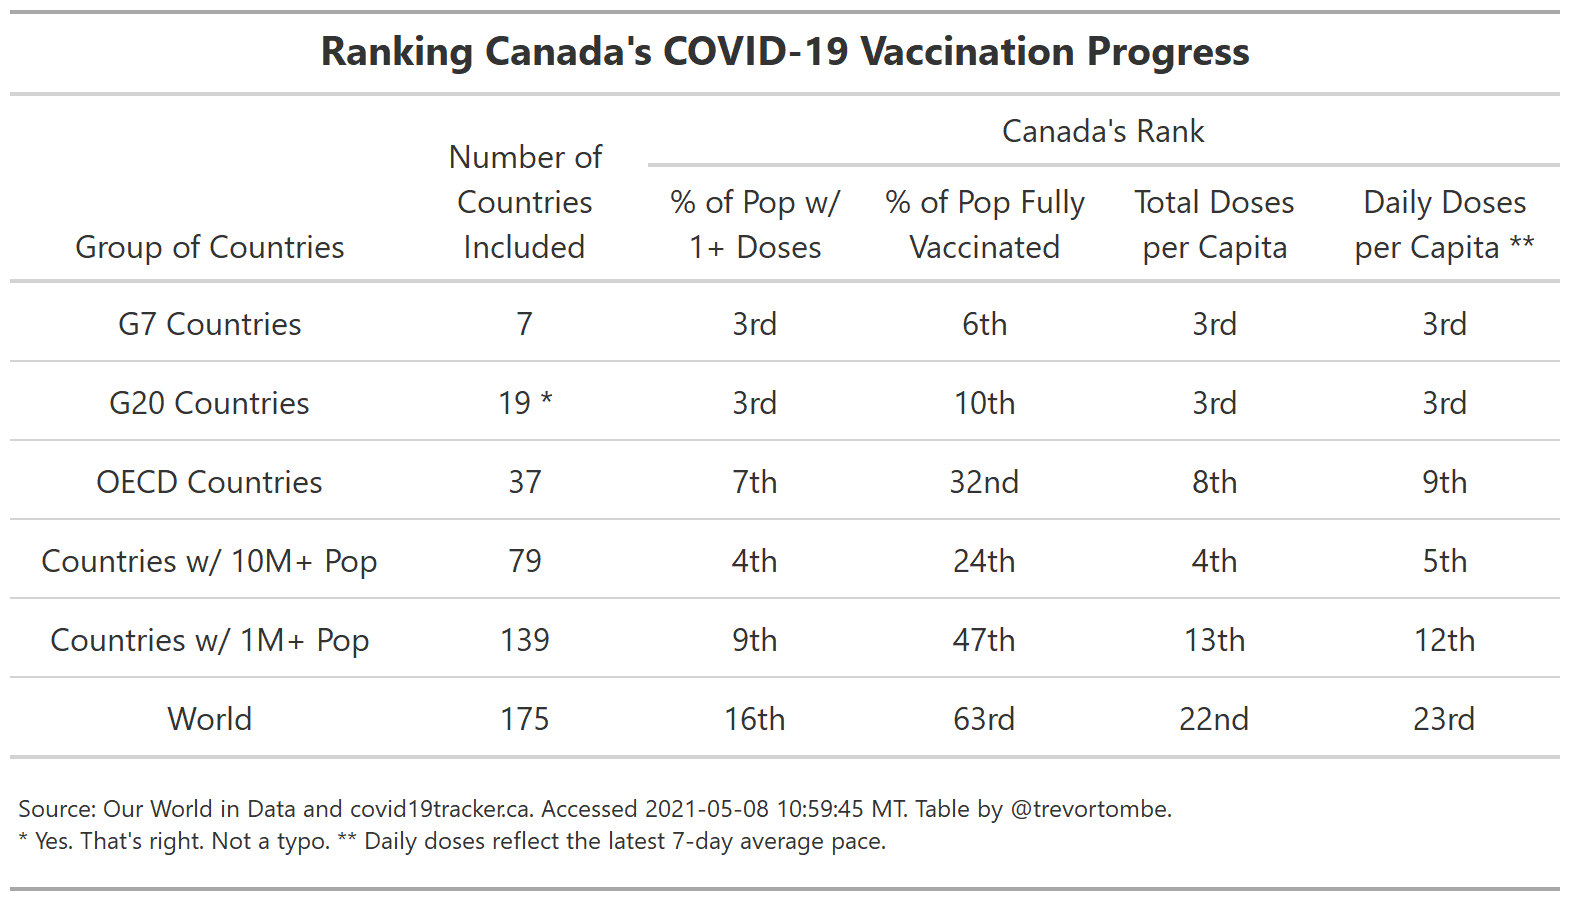 Ranking Canada's COVID-19 Vaccination Progress
Canada's Rank
Group of Countries
Number of
Countries
Included
% of Pop w/
1+ Doses
% of Pop Fully
Vaccinated
Total Doses
per Capita
Daily Doses
per Capita **
G7 Countries 7 3rd 6th 3rd 3rd
G20 Countries 19 * 3rd 10th 3rd 3rd
OECD Countries 37 7th 32nd 8th 9th
Countries w/ 10M+ Pop 79 4th 24th 4th 5th
Countries w/ 1M+ Pop 139 9th 47th 13th 12th
World 175 16th 63rd 22nd 23rd
Source: Our World in Data and covid19tracker.ca. Accessed 2021-05-08 10:59:45 MT. Table by @trevortombe.
* Yes. That's right. Not a typo. ** Daily doses reflect the latest 7-day average pace.